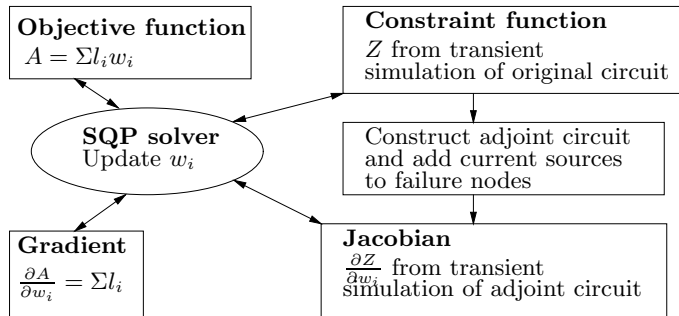 Objective function
A = Σl_i w_i
Constraint function
Z from transient
simulation of original circuit
SQP solver
Update w_i
Construct adjoint circuit
and add current sources
to failure nodes
Gradient
∂A/∂w_i = Σl_i
Jacobian
∂Z/∂w_i from transient
simulation of adjoint circuit